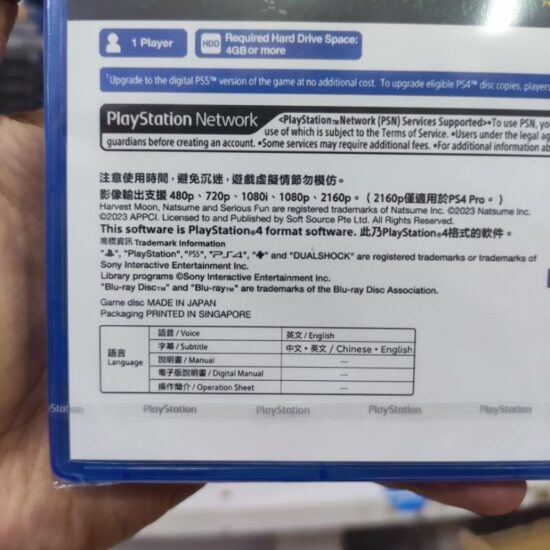 1 Player
HDD Required Hard Drive Space:
4GB or more
¹Upgrade to the digital PS5™ version of the game at no additional cost. To upgrade eligible PS4™ disc copies, players
PlayStation Network
<PlayStation™Network (PSN) Services Supported>•To use PSN, you
use of which is subject to the Terms of Service. •Users under the legal ag
guardians before creating an account. •Some services may require additional fees. •For additional information ab
注意使用時間，避免沉迷，遊戲虛擬情節勿模仿。
影像輸出支援 480p、720p、1080i、1080p、2160p。（ 2160p僅適用於PS4 Pro。）
Harvest Moon, Natsume and Serious Fun are registered trademarks of Natsume Inc. ©2023 Natsume Inc.
©2023 APPCI. Licensed to and Published by Soft Source Pte Ltd. All Rights Reserved.
This software is PlayStation®4 format software. 此乃PlayStation®4格式的軟件。
商標資訊 Trademark Information
"", "PlayStation", "PS5", "PS4", "" and "DUALSHOCK" are registered trademarks or trademarks of
Sony Interactive Entertainment Inc.
Library programs ©Sony Interactive Entertainment Inc.
"Blu-ray Disc™" and "Blu-ray™" are trademarks of the Blu-ray Disc Association.
Game disc MADE IN JAPAN
Packaging PRINTED IN SINGAPORE
語言 Language
語音 / Voice 英文 / English
字幕 / Subtitle 中文・英文 / Chinese・English
說明書 / Manual —
電子版說明書 / Digital Manual —
操作簡介 / Operation Sheet —
yStation PlayStation PlayStation PlayStation PlayStation